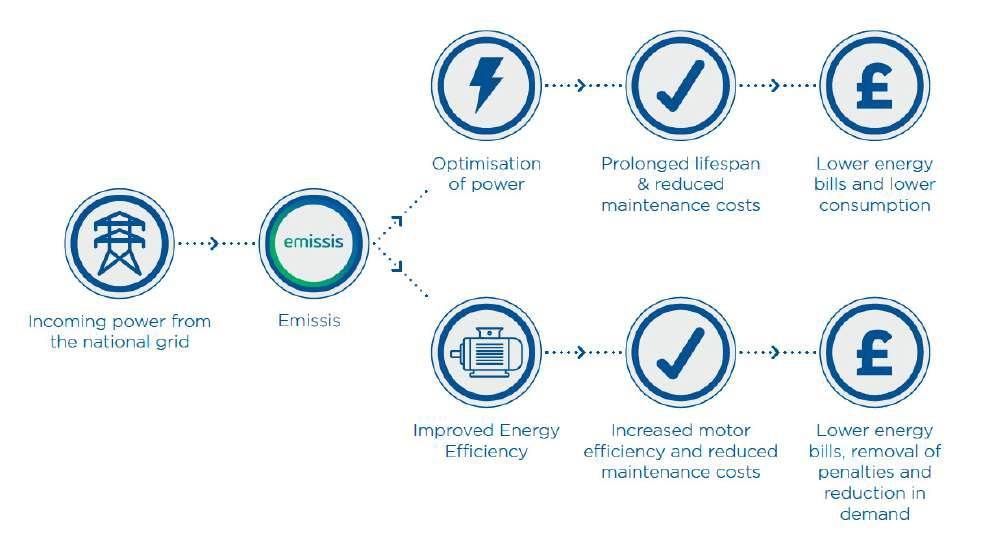 Optimisation
of power
Prolonged lifespan
& reduced
maintenance costs
£
Lower energy
bills and lower
consumption
Incoming power from
the national grid
emissis
Emissis
Improved Energy
Efficiency
Increased motor
efficiency and reduced
maintenance costs
£
Lower energy
bills, removal of
penalties and
reduction in
demand